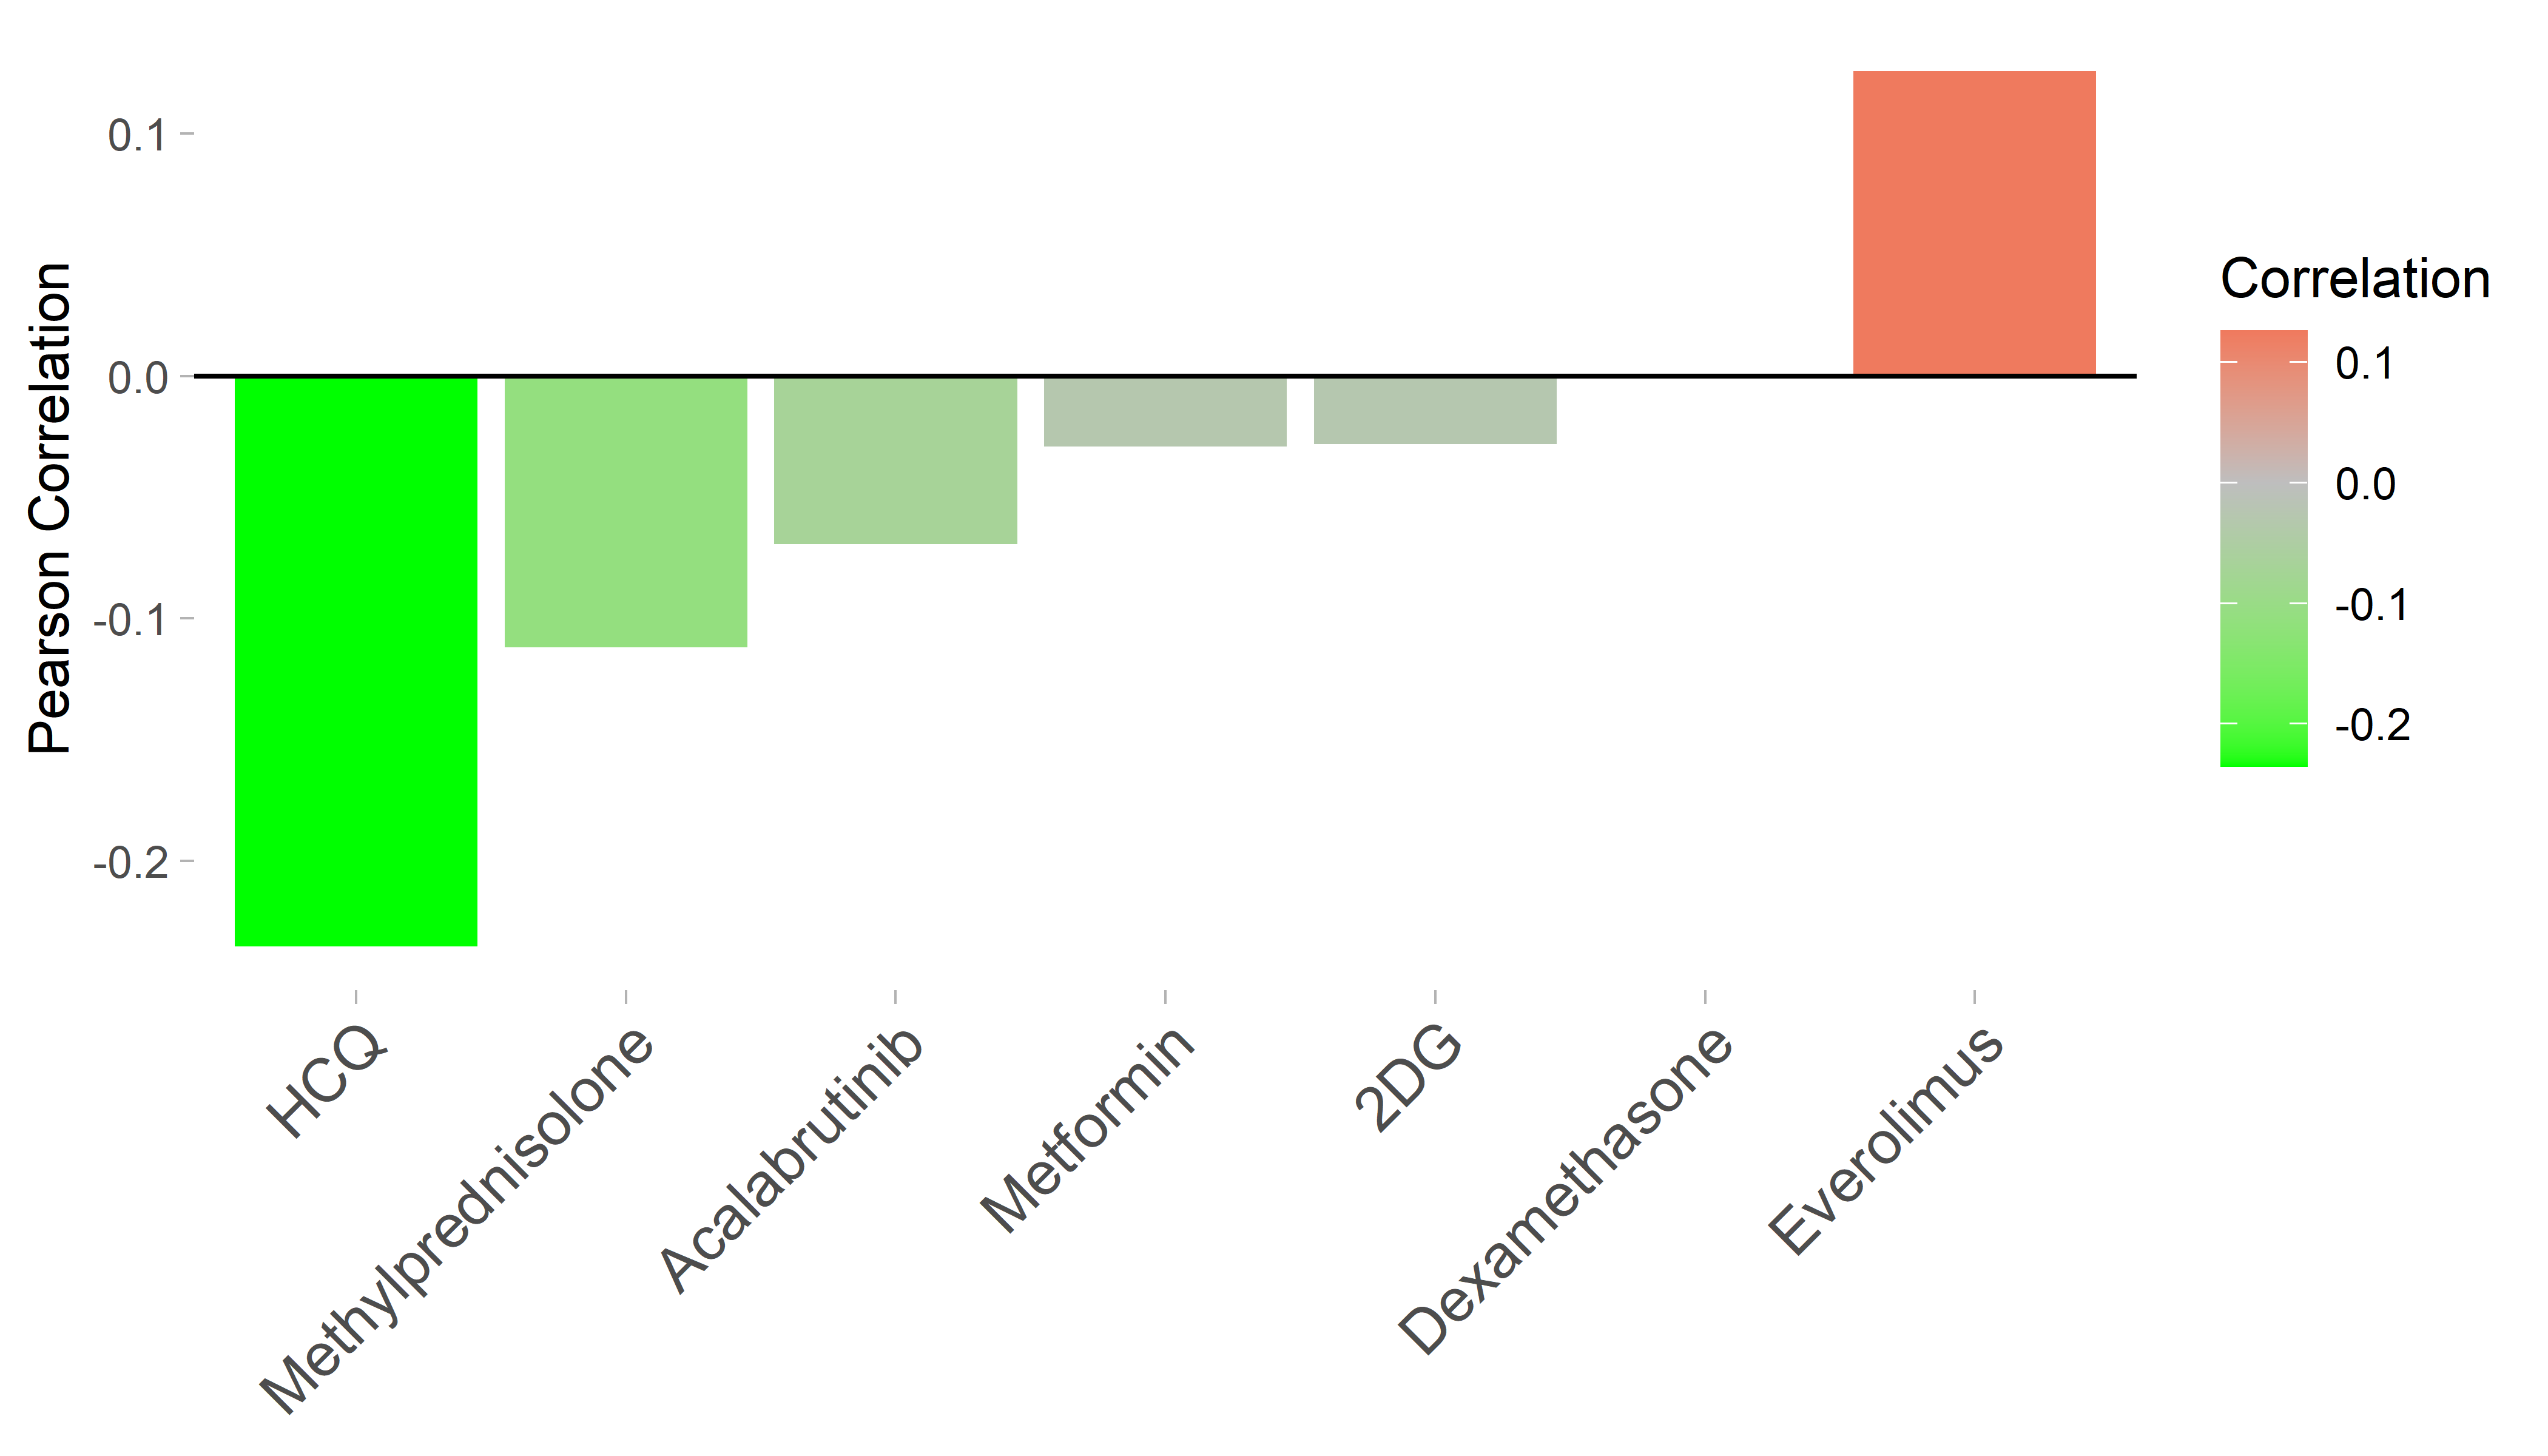 Pearson Correlation
0.1
0.0
-0.1
-0.2
HCQ
Methylprednisolone
Acalabrutinib
Metformin
2DG
Dexamethasone
Everolimus
Correlation
0.1
0.0
-0.1
-0.2